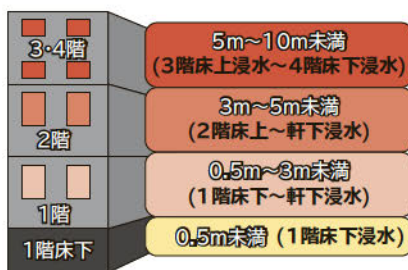 3・4階
5m～10m未満
(3階床上浸水～4階床下浸水)
2階
3m～5m未満
(2階床上～軒下浸水)
1階
0.5m～3m未満
(1階床下～軒下浸水)
1階床下
0.5m未満 (1階床下浸水)